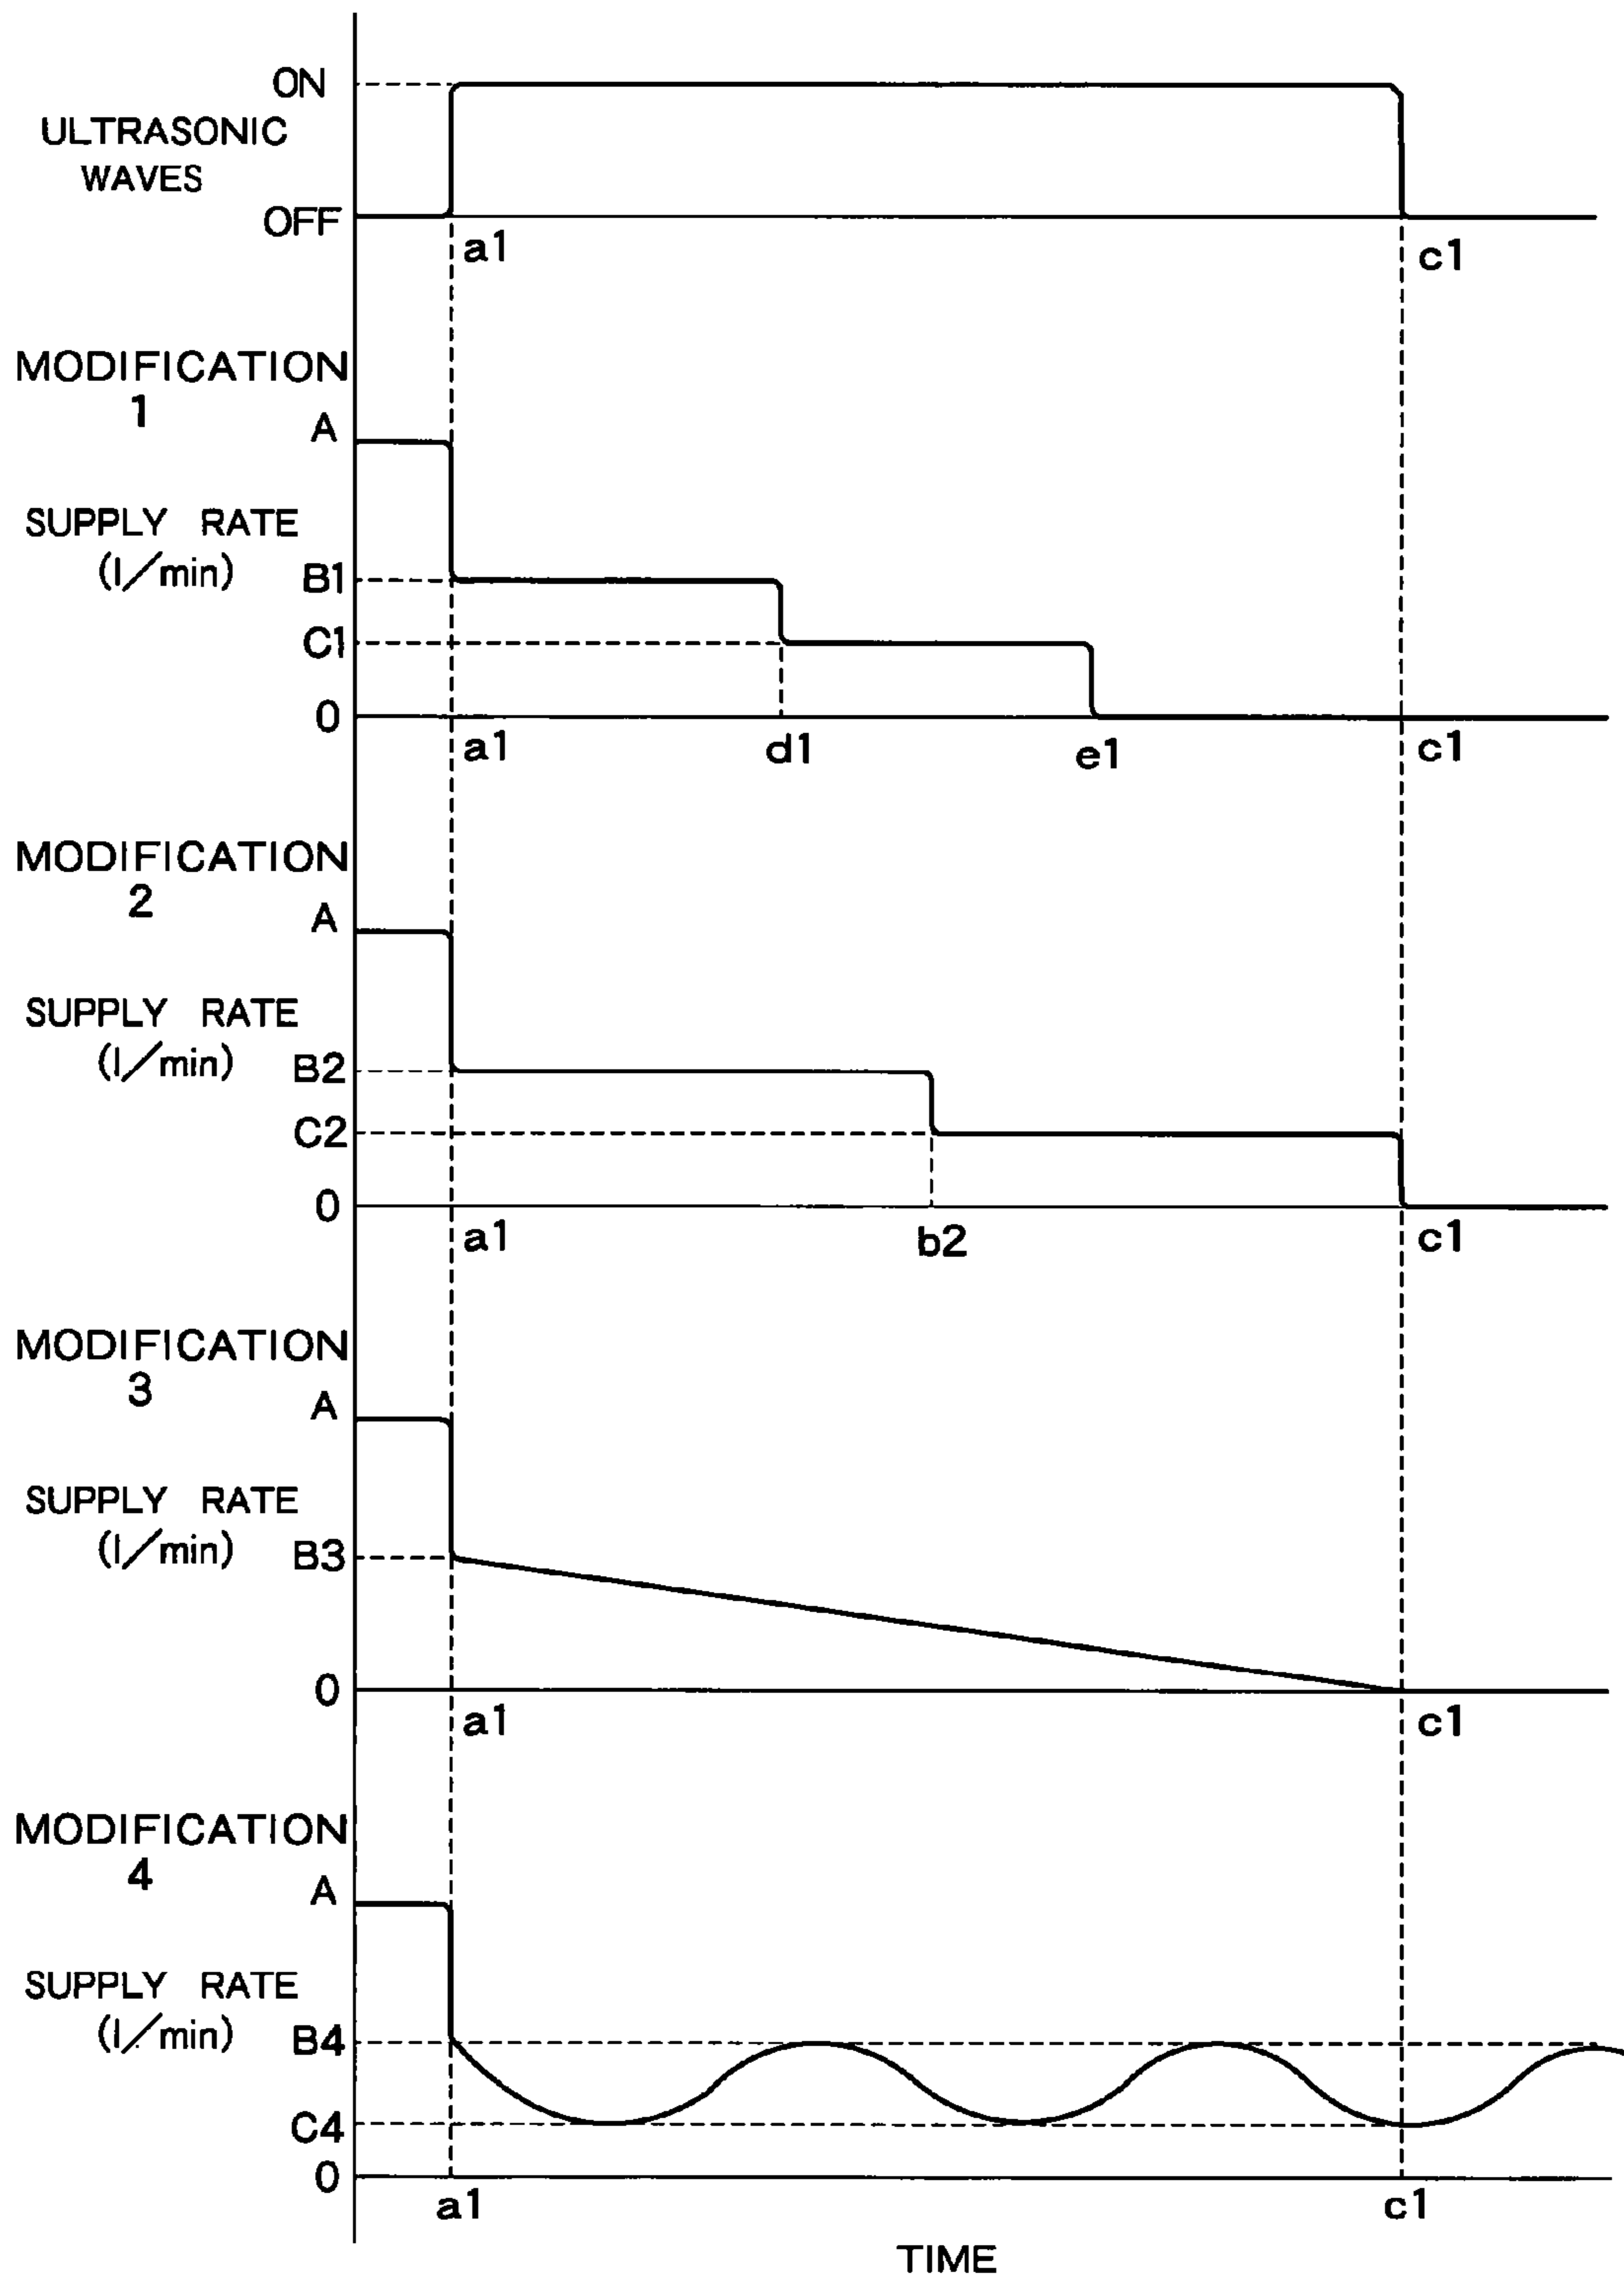 ON
ULTRASONIC
WAVES
OFF
a1
c1
MODIFICATION
1
A
SUPPLY RATE
(l/min)
B1
C1
0
a1
d1
e1
c1
MODIFICATION
2
A
SUPPLY RATE
(l/min)
B2
C2
0
a1
b2
c1
MODIFICATION
3
A
SUPPLY RATE
(l/min)
B3
0
a1
c1
MODIFICATION
4
A
SUPPLY RATE
(l/min)
B4
C4
0
a1
c1
TIME